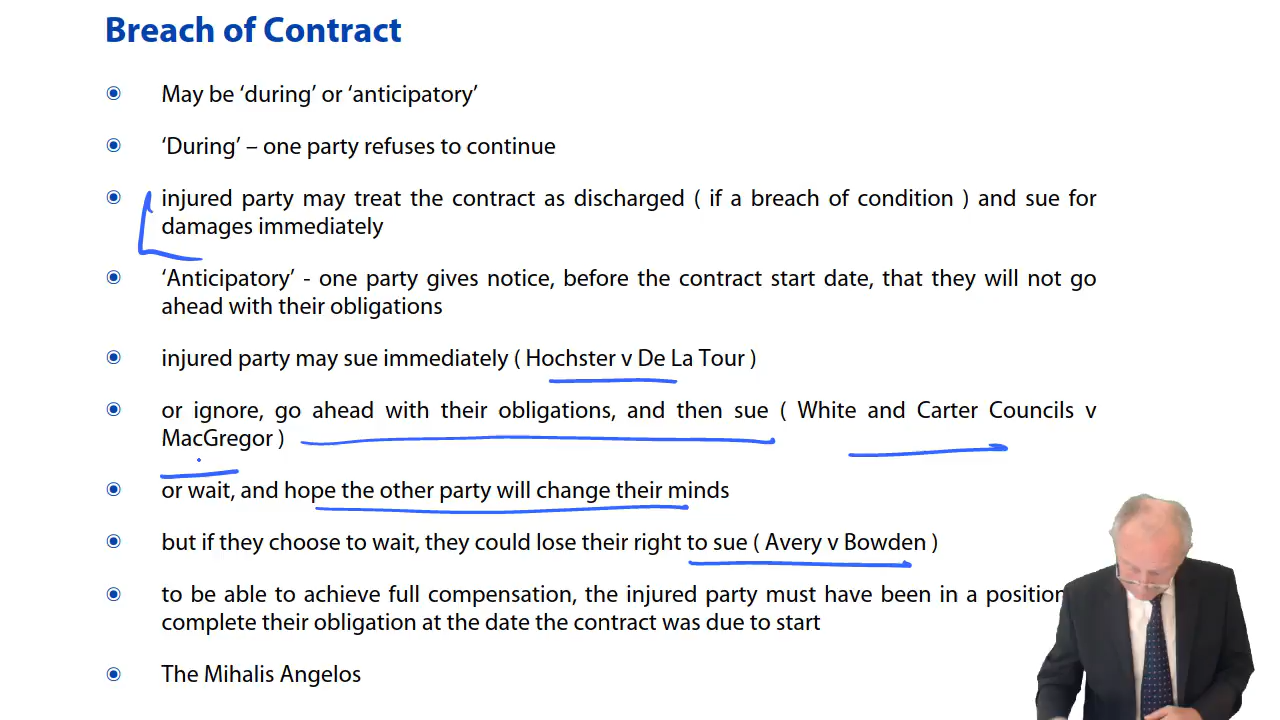 Breach of Contract
May be ‘during’ or ‘anticipatory’
‘During’ – one party refuses to continue
injured party may treat the contract as discharged ( if a breach of condition ) and sue for
damages immediately
‘Anticipatory’ - one party gives notice, before the contract start date, that they will not go
ahead with their obligations
injured party may sue immediately ( Hochster v De La Tour )
or ignore, go ahead with their obligations, and then sue ( White and Carter Councils v
MacGregor )
or wait, and hope the other party will change their minds
but if they choose to wait, they could lose their right to sue ( Avery v Bowden )
to be able to achieve full compensation, the injured party must have been in a position
complete their obligation at the date the contract was due to start
The Mihalis Angelos